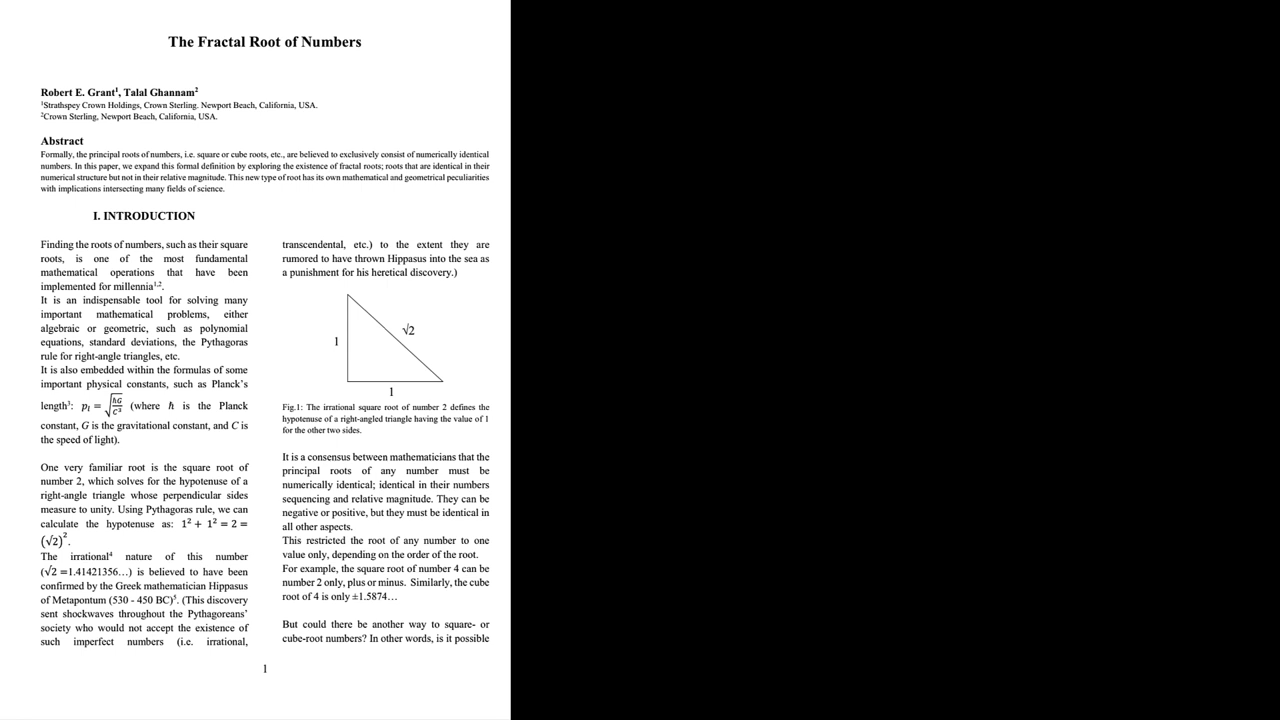 The Fractal Root of Numbers
Robert E. Grant¹, Talal Ghannam²
¹Strathspey Crown Holdings, Crown Sterling. Newport Beach, California, USA.
²Crown Sterling, Newport Beach, California, USA.
Abstract
Formally, the principal roots of numbers, i.e. square or cube roots, etc., are believed to exclusively consist of numerically identical
numbers. In this paper, we expand this formal definition by exploring the existence of fractal roots; roots that are identical in their
numerical structure but not in their relative magnitude. This new type of root has its own mathematical and geometrical peculiarities
with implications intersecting many fields of science.
I. INTRODUCTION
Finding the roots of numbers, such as their square
roots, is one of the most fundamental
mathematical operations that have been
implemented for millennia¹,².
It is an indispensable tool for solving many
important mathematical problems, either
algebraic or geometric, such as polynomial
equations, standard deviations, the Pythagoras
rule for right-angle triangles, etc.
It is also embedded within the formulas of some
important physical constants, such as Planck's
length³: pₗ = √(ℏG/C³) (where ℏ is the Planck
constant, G is the gravitational constant, and C is
the speed of light).
One very familiar root is the square root of
number 2, which solves for the hypotenuse of a
right-angle triangle whose perpendicular sides
measure to unity. Using Pythagoras rule, we can
calculate the hypotenuse as: 1² + 1² = 2 =
(√2)².
The irrational⁴ nature of this number
(√2 =1.41421356…) is believed to have been
confirmed by the Greek mathematician Hippasus
of Metapontum (530 - 450 BC)⁵. (This discovery
sent shockwaves throughout the Pythagoreans'
society who would not accept the existence of
such imperfect numbers (i.e. irrational,
transcendental, etc.) to the extent they are
rumored to have thrown Hippasus into the sea as
a punishment for his heretical discovery.)
√2
1
1
Fig.1: The irrational square root of number 2 defines the
hypotenuse of a right-angled triangle having the value of 1
for the other two sides.
It is a consensus between mathematicians that the
principal roots of any number must be
numerically identical; identical in their numbers
sequencing and relative magnitude. They can be
negative or positive, but they must be identical in
all other aspects.
This restricted the root of any number to one
value only, depending on the order of the root.
For example, the square root of number 4 can be
number 2 only, plus or minus. Similarly, the cube
root of 4 is only ±1.5874…
But could there be another way to square- or
cube-root numbers? In other words, is it possible
1